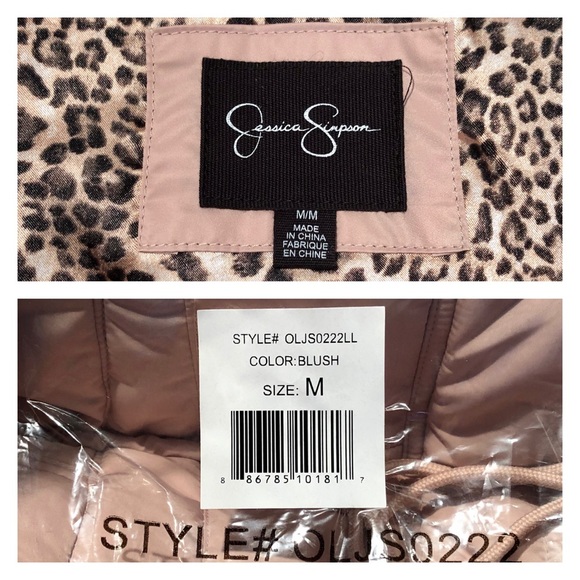 Jessica Simpson
M/M
MADE
IN CHINA
FABRIQUE
EN CHINE
STYLE# OLJS0222LL
COLOR:BLUSH
SIZE: M
8 86785 10181 7
STYLE# OLJS0222